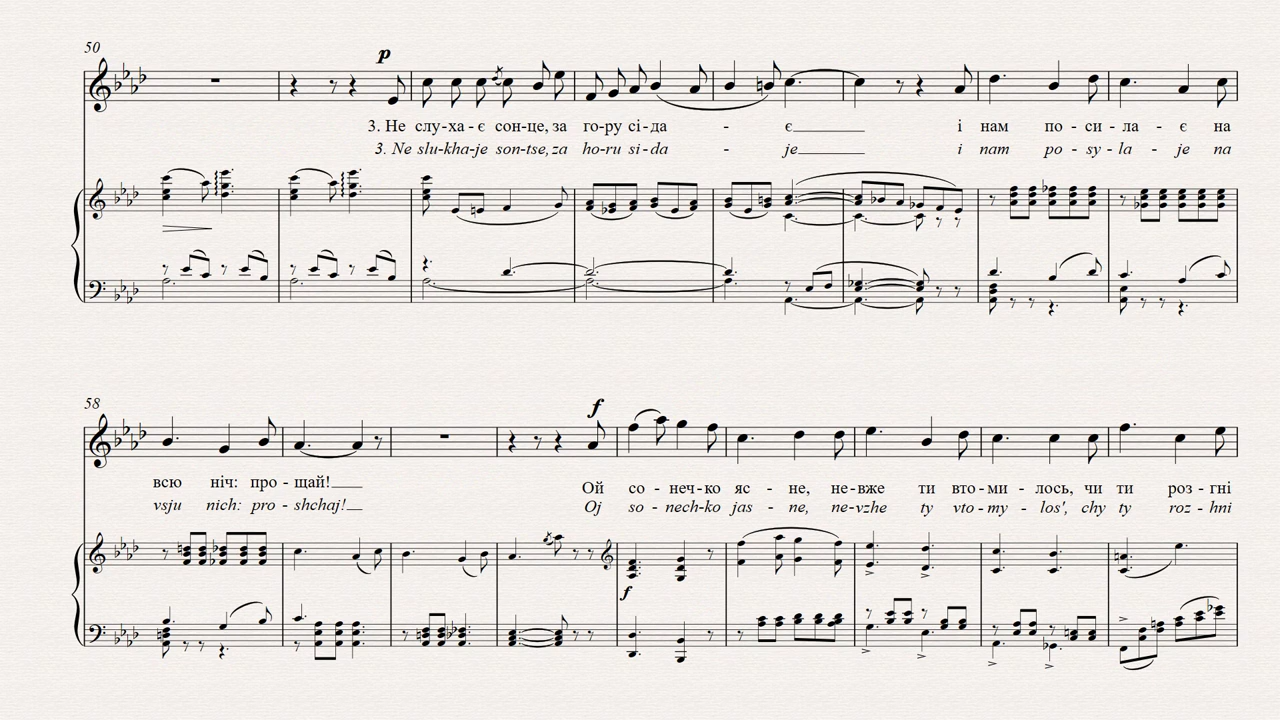 50
p
3. Не слу-ха-є сон-це, за го-ру сі-да - є____ і нам по-си-ла-є на
3. Ne slu-kha-je son-tse, za ho-ru si-da - je____ i nam po-sy-la-je na
58
f
всю ніч: про-щай!___ Ой со-неч-ко яс-не, не-вже ти вто-ми-лось, чи ти роз-гні
vsju nich: pro-shchaj!__ Oj so-nech-ko jas-ne, ne-vzhe ty vto-my-los', chy ty roz-hni
f